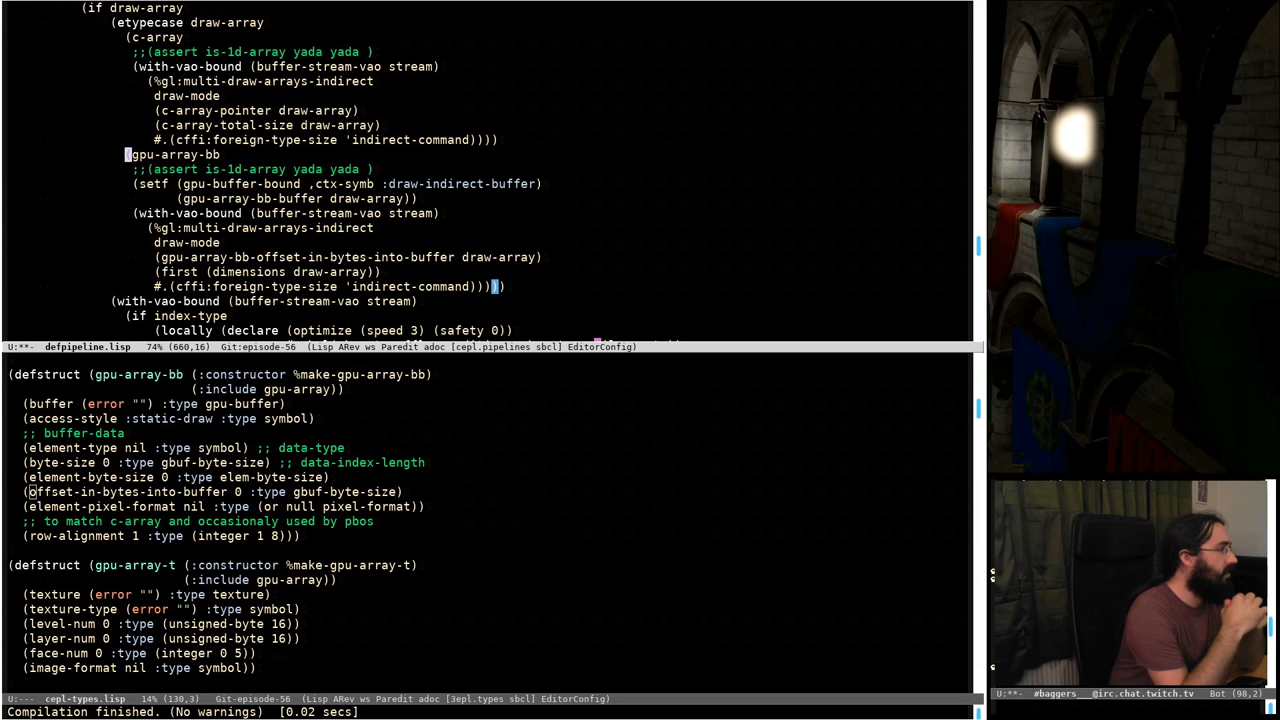 (if draw-array
(etypecase draw-array
(c-array
;;(assert is-1d-array yada yada )
(with-vao-bound (buffer-stream-vao stream)
(%gl:multi-draw-arrays-indirect
draw-mode
(c-array-pointer draw-array)
(c-array-total-size draw-array)
#.(cffi:foreign-type-size 'indirect-command))))
(gpu-array-bb
;;(assert is-1d-array yada yada )
(setf (gpu-buffer-bound ,ctx-symb :draw-indirect-buffer)
(gpu-array-bb-buffer draw-array))
(with-vao-bound (buffer-stream-vao stream)
(%gl:multi-draw-arrays-indirect
draw-mode
(gpu-array-bb-offset-in-bytes-into-buffer draw-array)
(first (dimensions draw-array))
#.(cffi:foreign-type-size 'indirect-command)))))
(with-vao-bound (buffer-stream-vao stream)
(if index-type
(locally (declare (optimize (speed 3) (safety 0))
U:**-  defpipeline.lisp   74% (660,16)  Git:episode-56  (Lisp ARev ws Paredit adoc [cepl.pipelines sbcl] EditorConfig)
(defstruct (gpu-array-bb (:constructor %make-gpu-array-bb)
(:include gpu-array))
(buffer (error "") :type gpu-buffer)
(access-style :static-draw :type symbol)
;; buffer-data
(element-type nil :type symbol) ;; data-type
(byte-size 0 :type gbuf-byte-size) ;; data-index-length
(element-byte-size 0 :type elem-byte-size)
(offset-in-bytes-into-buffer 0 :type gbuf-byte-size)
(element-pixel-format nil :type (or null pixel-format))
;; to match c-array and occasionaly used by pbos
(row-alignment 1 :type (integer 1 8)))
(defstruct (gpu-array-t (:constructor %make-gpu-array-t)
(:include gpu-array))
(texture (error "") :type texture)
(texture-type (error "") :type symbol)
(level-num 0 :type (unsigned-byte 16))
(layer-num 0 :type (unsigned-byte 16))
(face-num 0 :type (integer 0 5))
(image-format nil :type symbol))
U:---  cepl-types.lisp   14% (130,3)   Git-episode-56  (Lisp ARev ws Paredit adoc [3epl.types sbcl] EditorConfig)
Compilation finished. (No warnings)  [0.02 secs]
U:**-  #baggers___@irc.chat.twitch.tv   Bot (98,2)